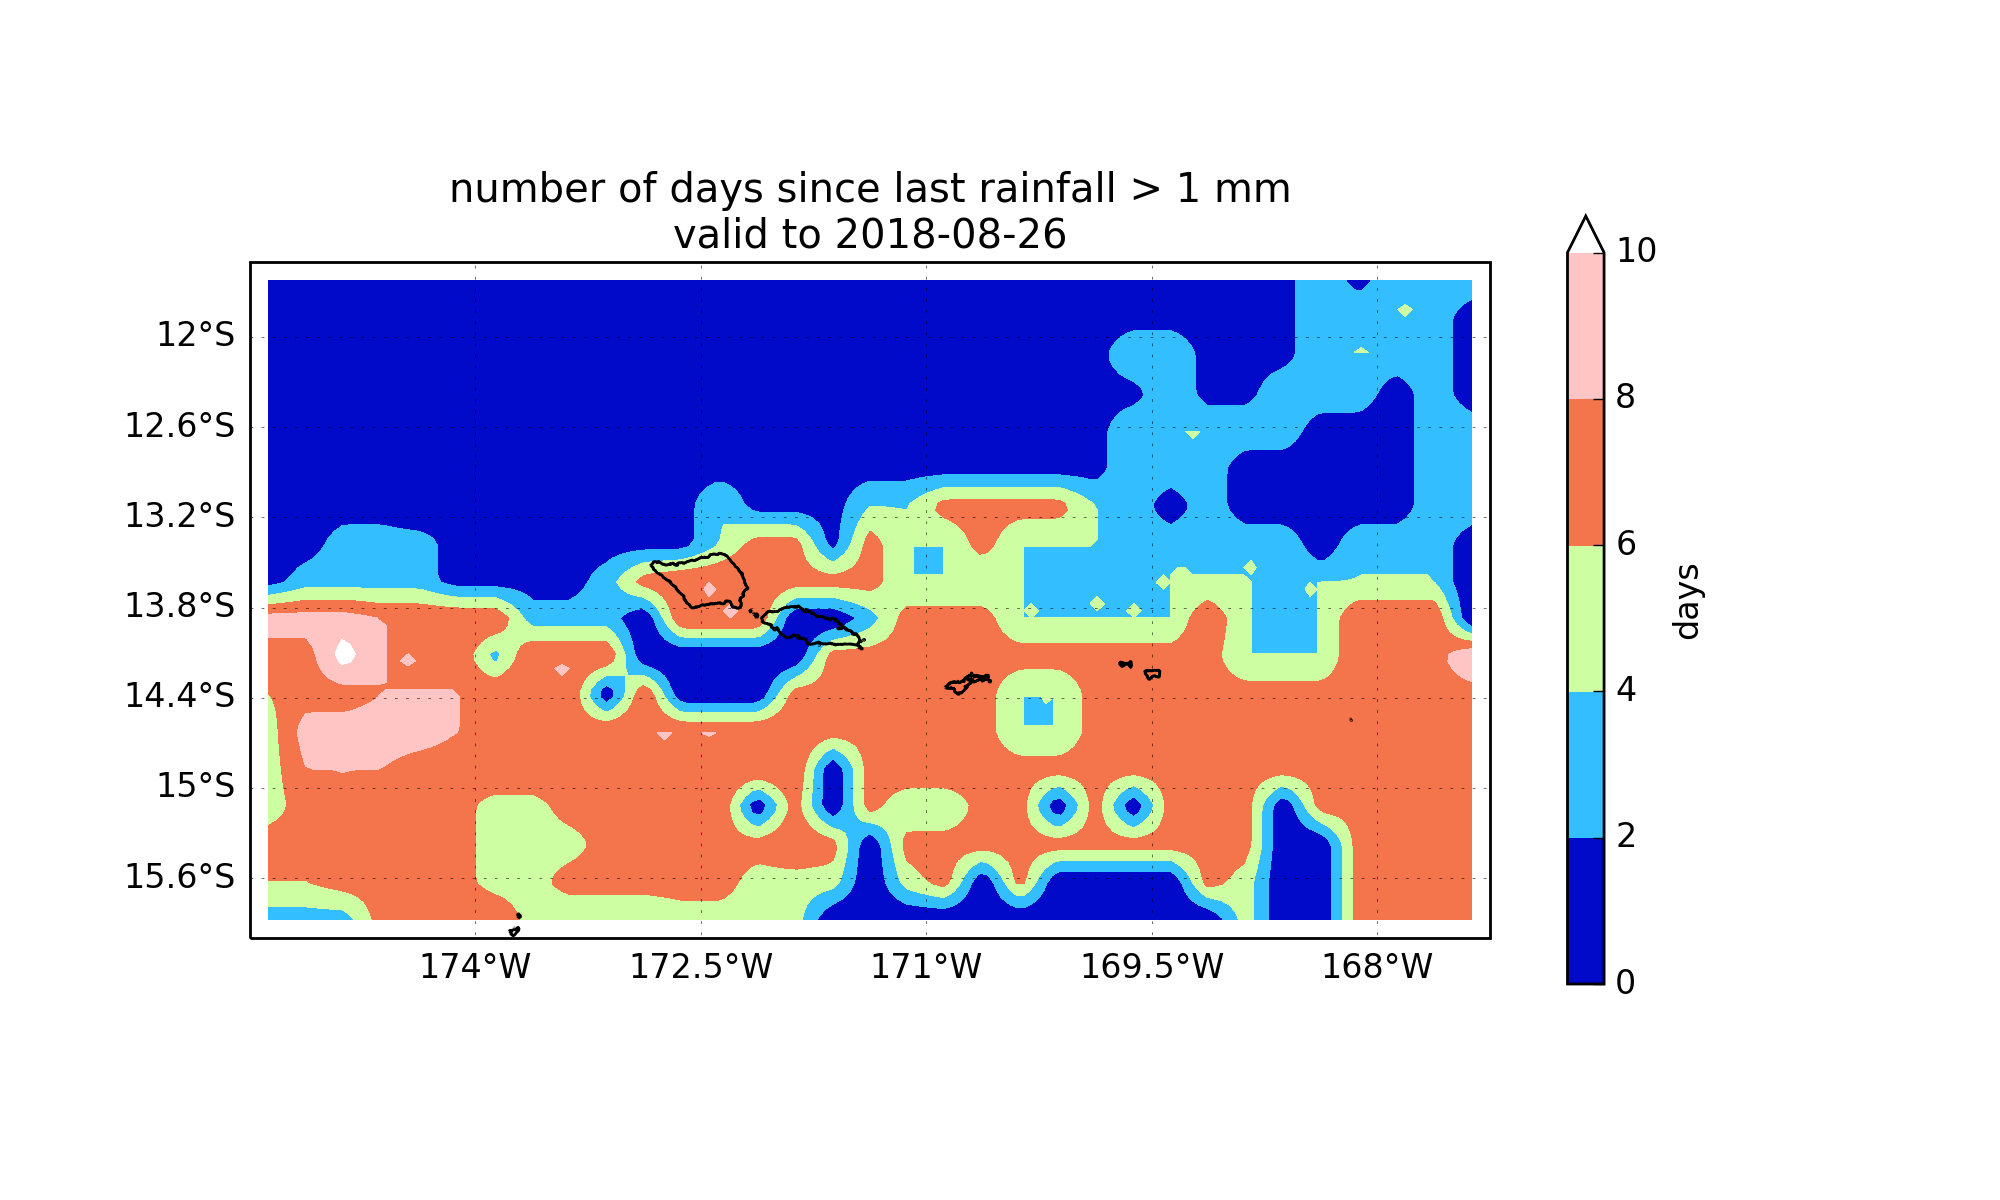 number of days since last rainfall > 1 mm
valid to 2018-08-26
12°S
12.6°S
13.2°S
13.8°S
14.4°S
15°S
15.6°S
174°W 172.5°W 171°W 169.5°W 168°W
10
8
6
4
2
0
days